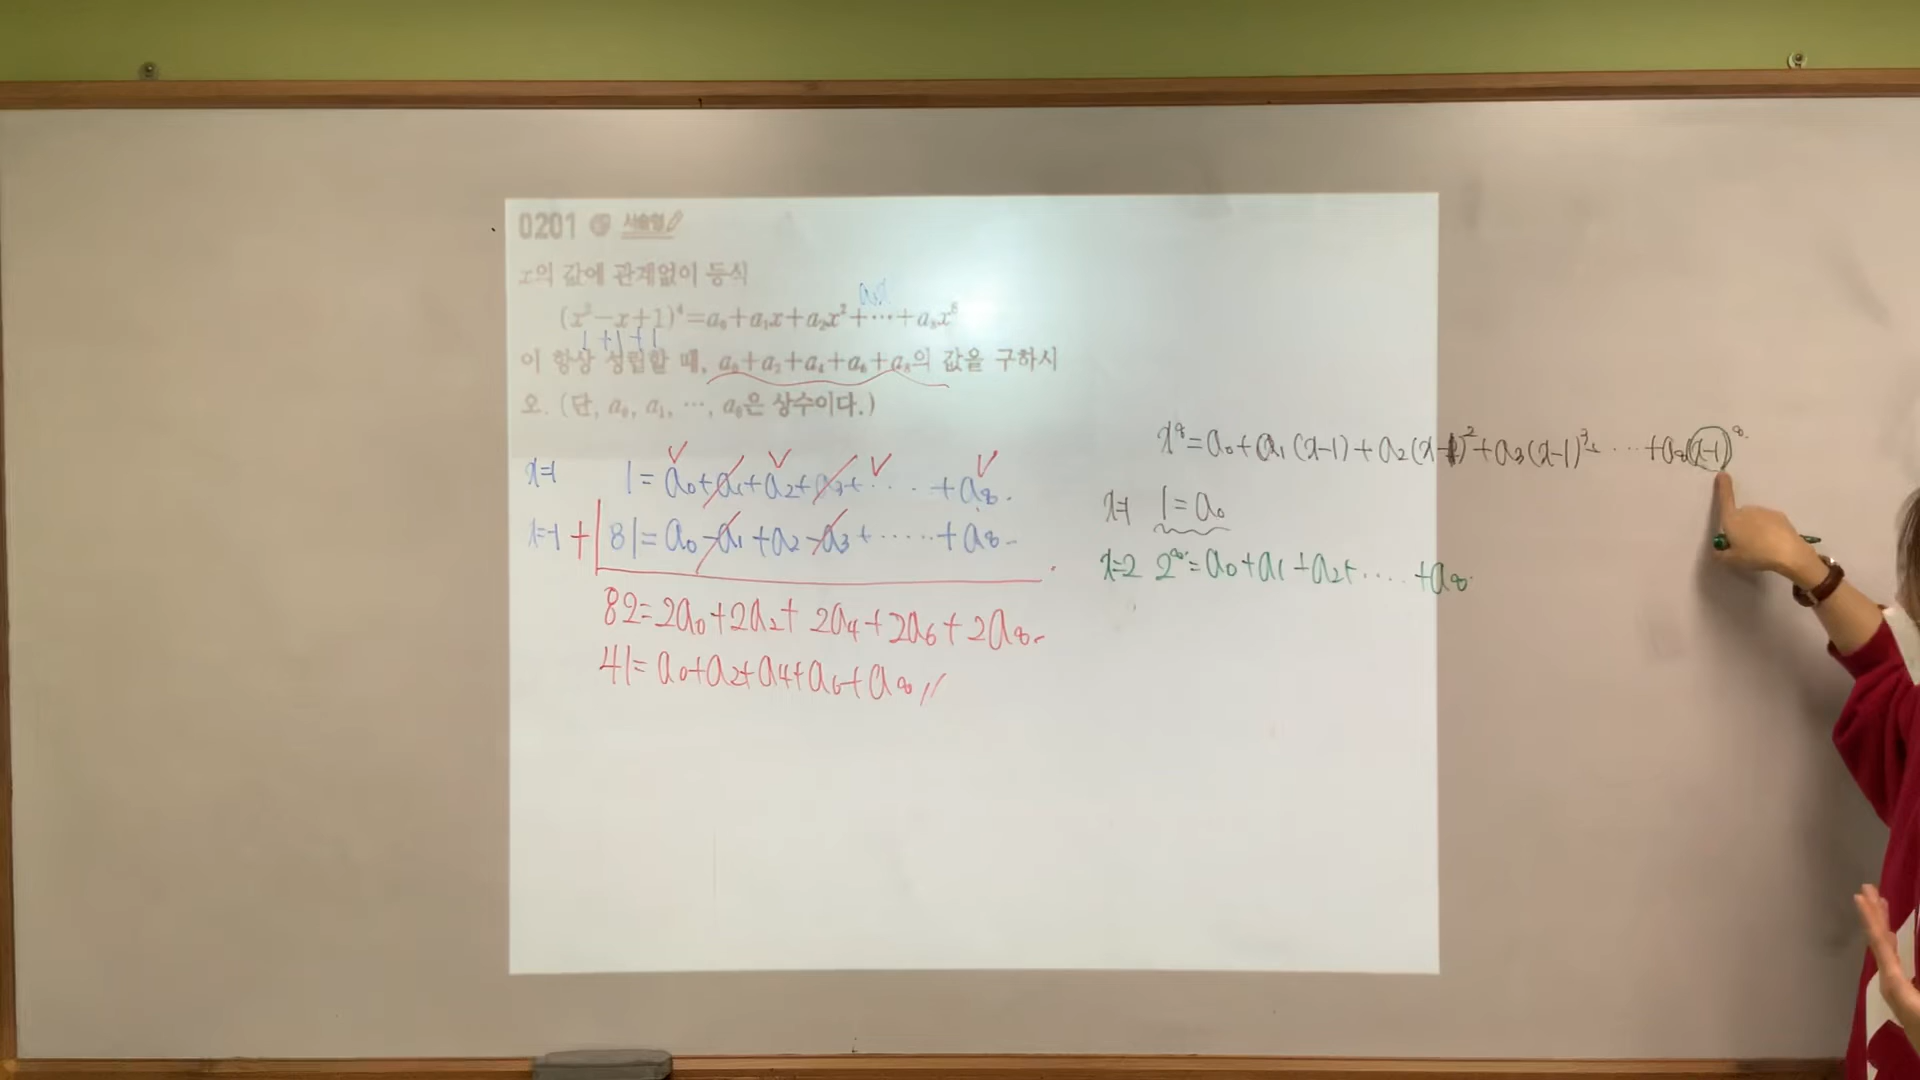 0201 서술형
x의 값에 관계없이 등식
(x²-x+1)⁴=a₀+a₁x+a₂x²+⋯+a₈x⁸
1+1+1
이 항상 성립할 때, a₀+a₂+a₄+a₆+a₈의 값을 구하시
오. (단, a₀, a₁, ⋯, a₈은 상수이다.)
x=1 1=a₀+a₁+a₂+a₃+⋯+a₈.
x=-1 + 81=a₀-a₁+a₂-a₃+⋯⋯+a₈
82=2a₀+2a₂+2a₄+2a₆+2a₈
41=a₀+a₂+a₄+a₆+a₈ //
x⁸=a₀+a₁(x-1)+a₂(x-1)²+a₃(x-1)³+⋯+a₈(x-1)⁸
x=1 1=a₀
x=2 2⁸=a₀+a₁+a₂+⋯+a₈